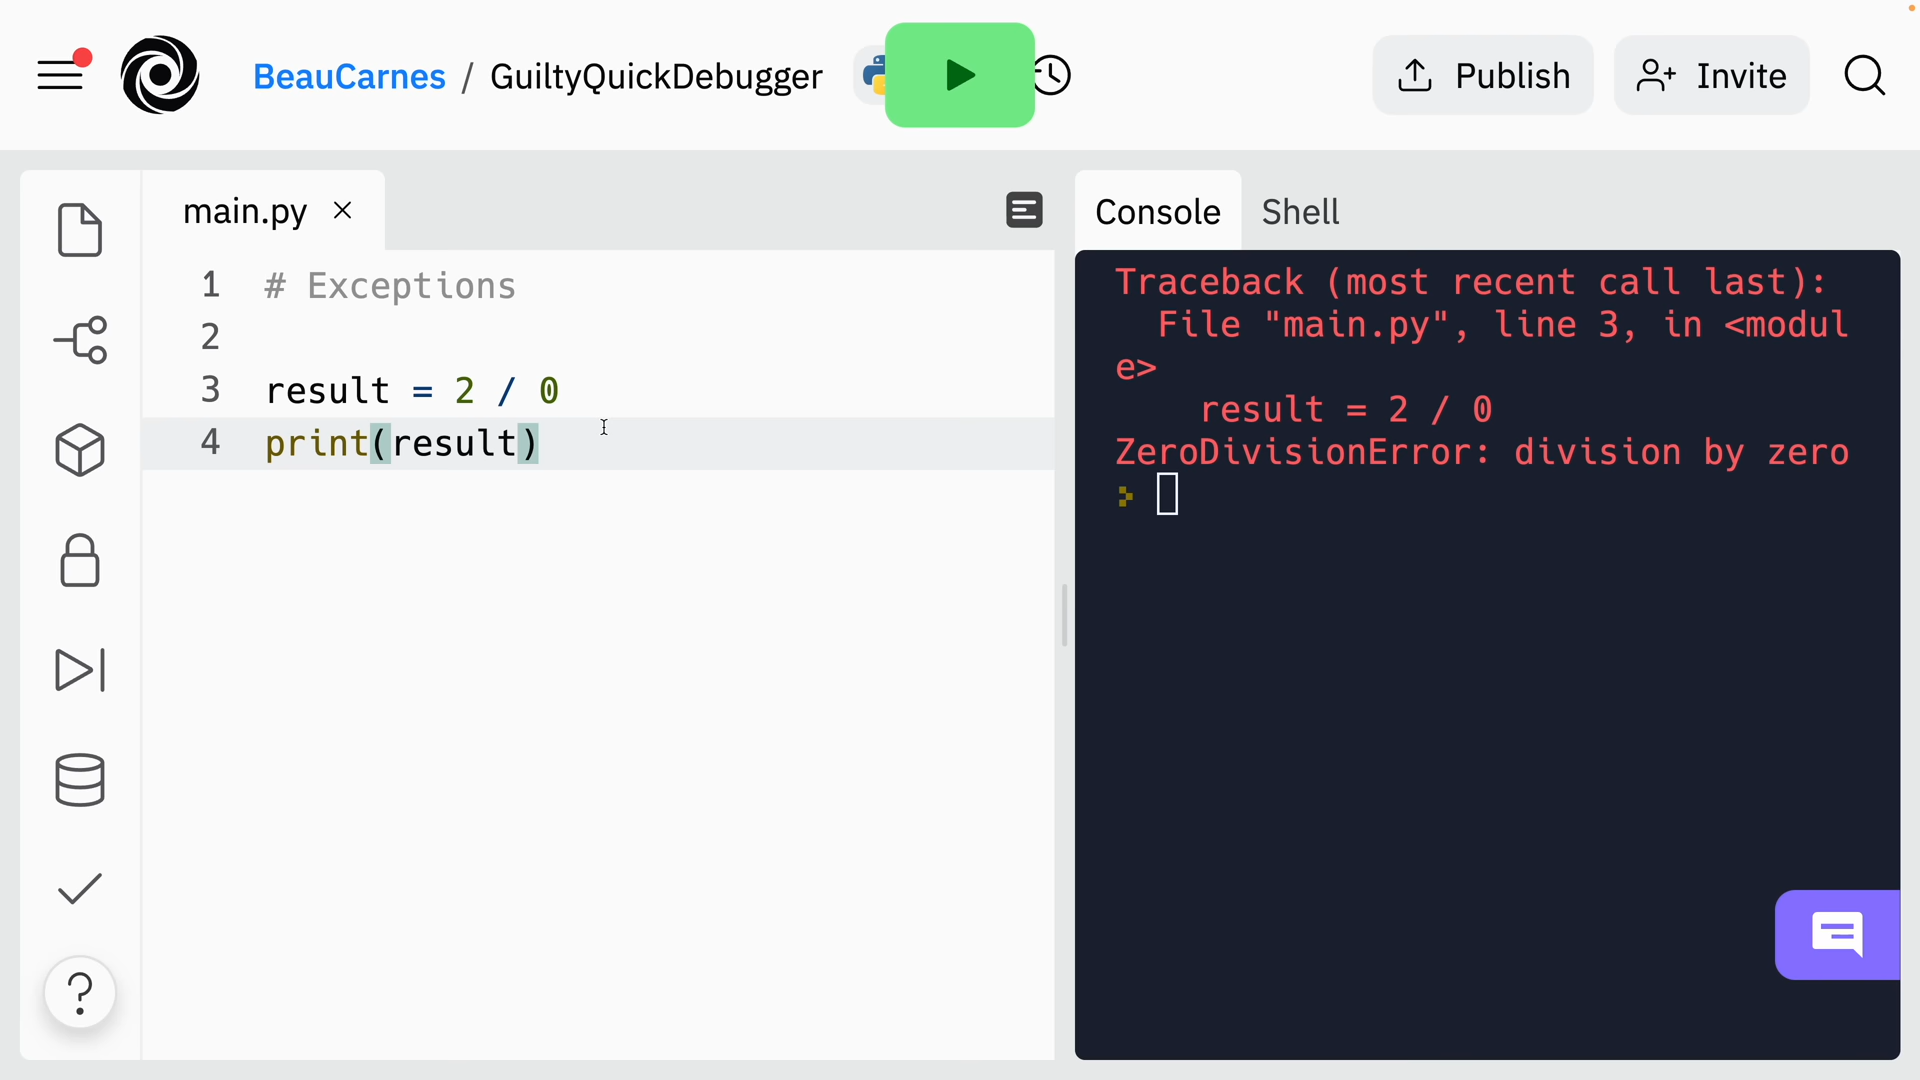 BeauCarnes / GuiltyQuickDebugger
Publish
Invite
main.py
1 # Exceptions
2
3 result = 2 / 0
4 print(result)
Console
Shell
Traceback (most recent call last):
File "main.py", line 3, in <modul
e>
result = 2 / 0
ZeroDivisionError: division by zero
?